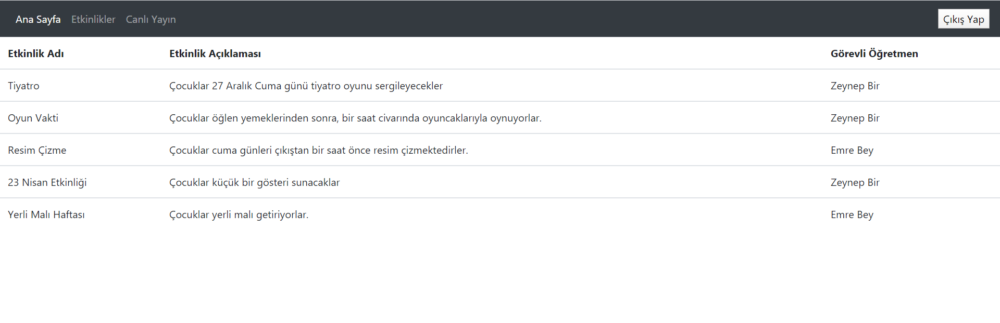 Ana Sayfa Etkinlikler Canlı Yayın Çıkış Yap
Etkinlik Adı Etkinlik Açıklaması Görevli Öğretmen
Tiyatro Çocuklar 27 Aralık Cuma günü tiyatro oyunu sergileyecekler Zeynep Bir
Oyun Vakti Çocuklar öğlen yemeklerinden sonra, bir saat civarında oyuncaklarıyla oynuyorlar. Zeynep Bir
Resim Çizme Çocuklar cuma günleri çıkıştan bir saat önce resim çizmektedirler. Emre Bey
23 Nisan Etkinliği Çocuklar küçük bir gösteri sunacaklar Zeynep Bir
Yerli Malı Haftası Çocuklar yerli malı getiriyorlar. Emre Bey